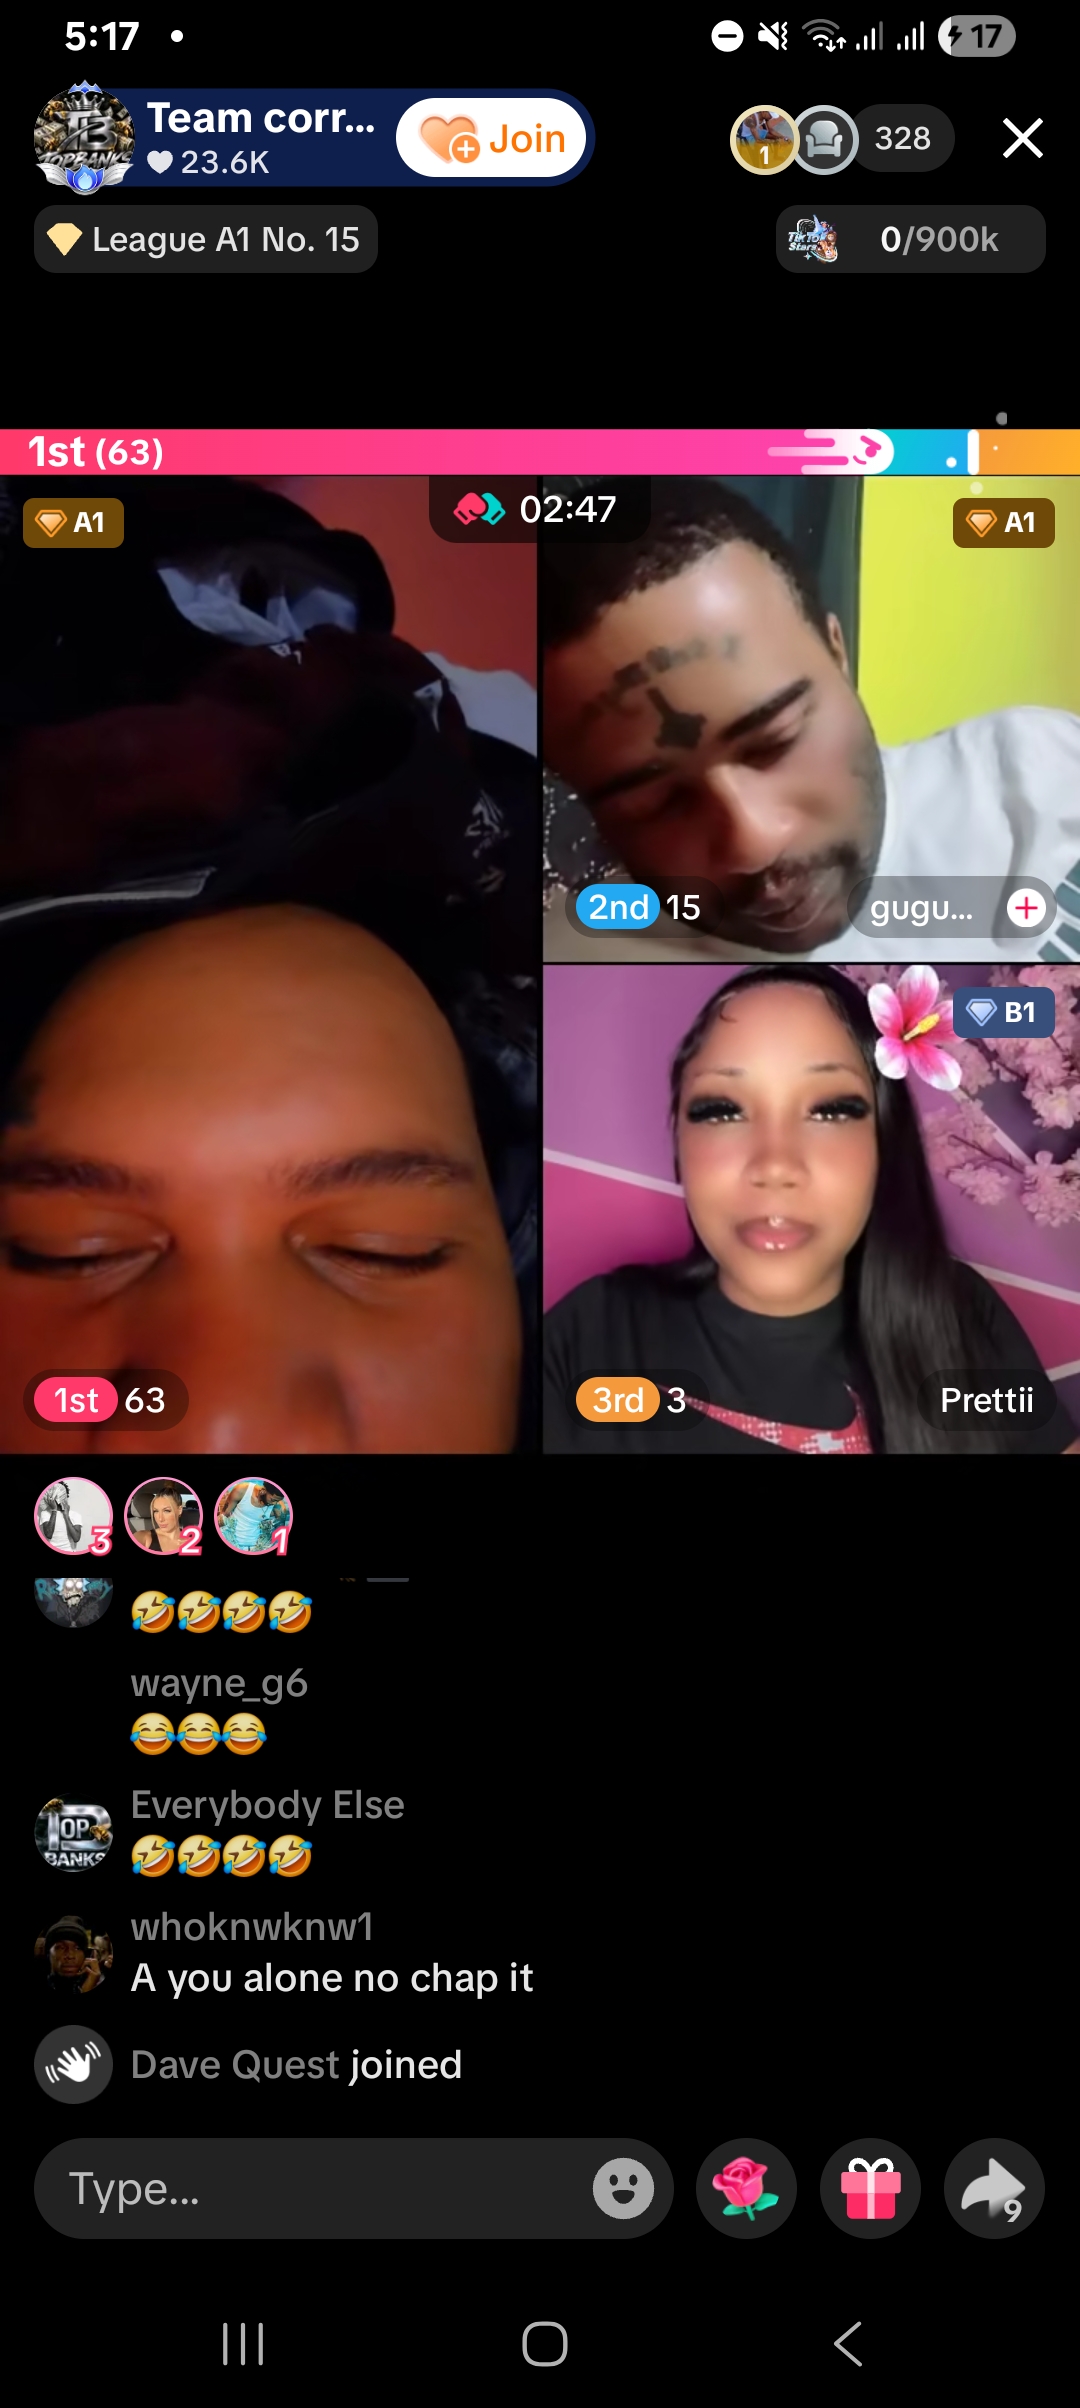 5:17
17
Team corr...
23.6K
Join
1
328
League A1 No. 15
0/900k
1st (63)
A1
02:47
A1
2nd 15
gugu...
B1
1st 63
3rd 3
Prettii
3
2
1
🤣🤣🤣🤣
wayne_g6
😂😂😂
Everybody Else
🤣🤣🤣🤣
whoknwknw1
A you alone no chap it
Dave Quest joined
Type...
9